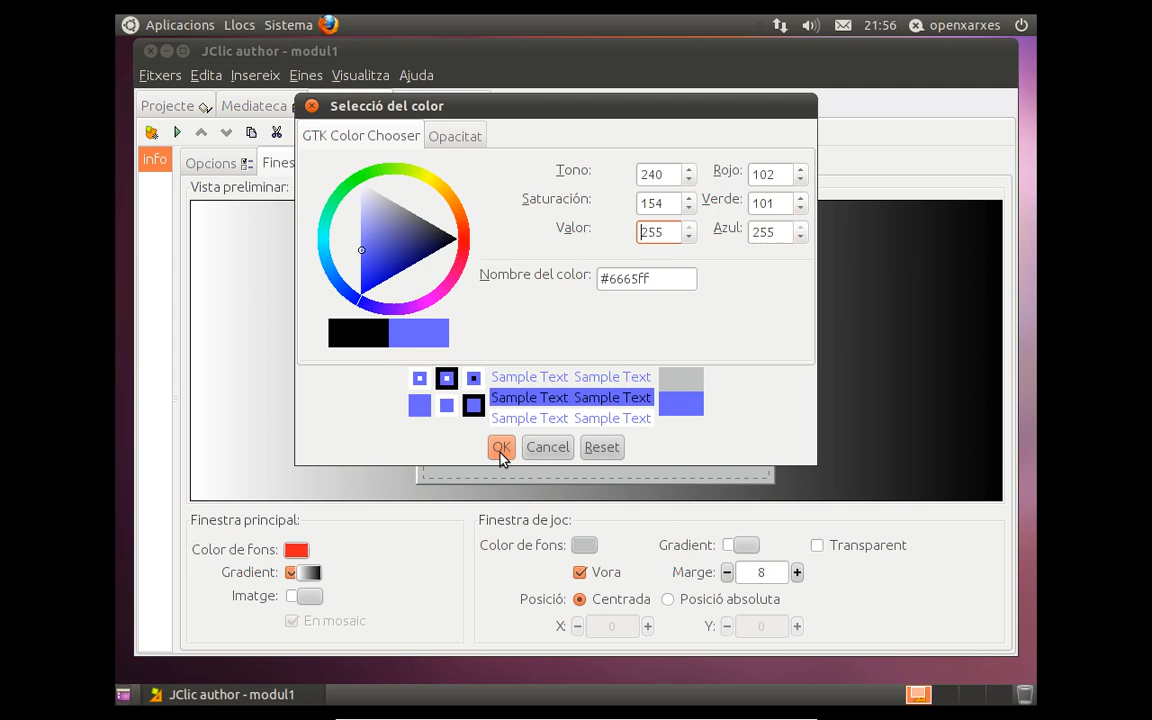 Aplicacions Llocs Sistema 21:56 openxarxes
JClic author - modul1
Fitxers Edita Insereix Eines Visualitza Ajuda
Projecte Mediateca
Selecció del color
GTK Color Chooser Opacitat
info
Opcions Fines
Vista preliminar:
Tono: 240 Rojo: 102
Saturación: 154 Verde: 101
Valor: 255 Azul: 255
Nombre del color: #6665ff
Sample Text Sample Text
Sample Text Sample Text
Sample Text Sample Text
OK Cancel Reset
Finestra principal: Finestra de joc:
Color de fons: Color de fons: Gradient: Transparent
Gradient: Vora Marge: - 8 +
Imatge: Posició: Centrada Posició absoluta
En mosaic X: - 0 + Y: - 0 +
JClic author - modul1